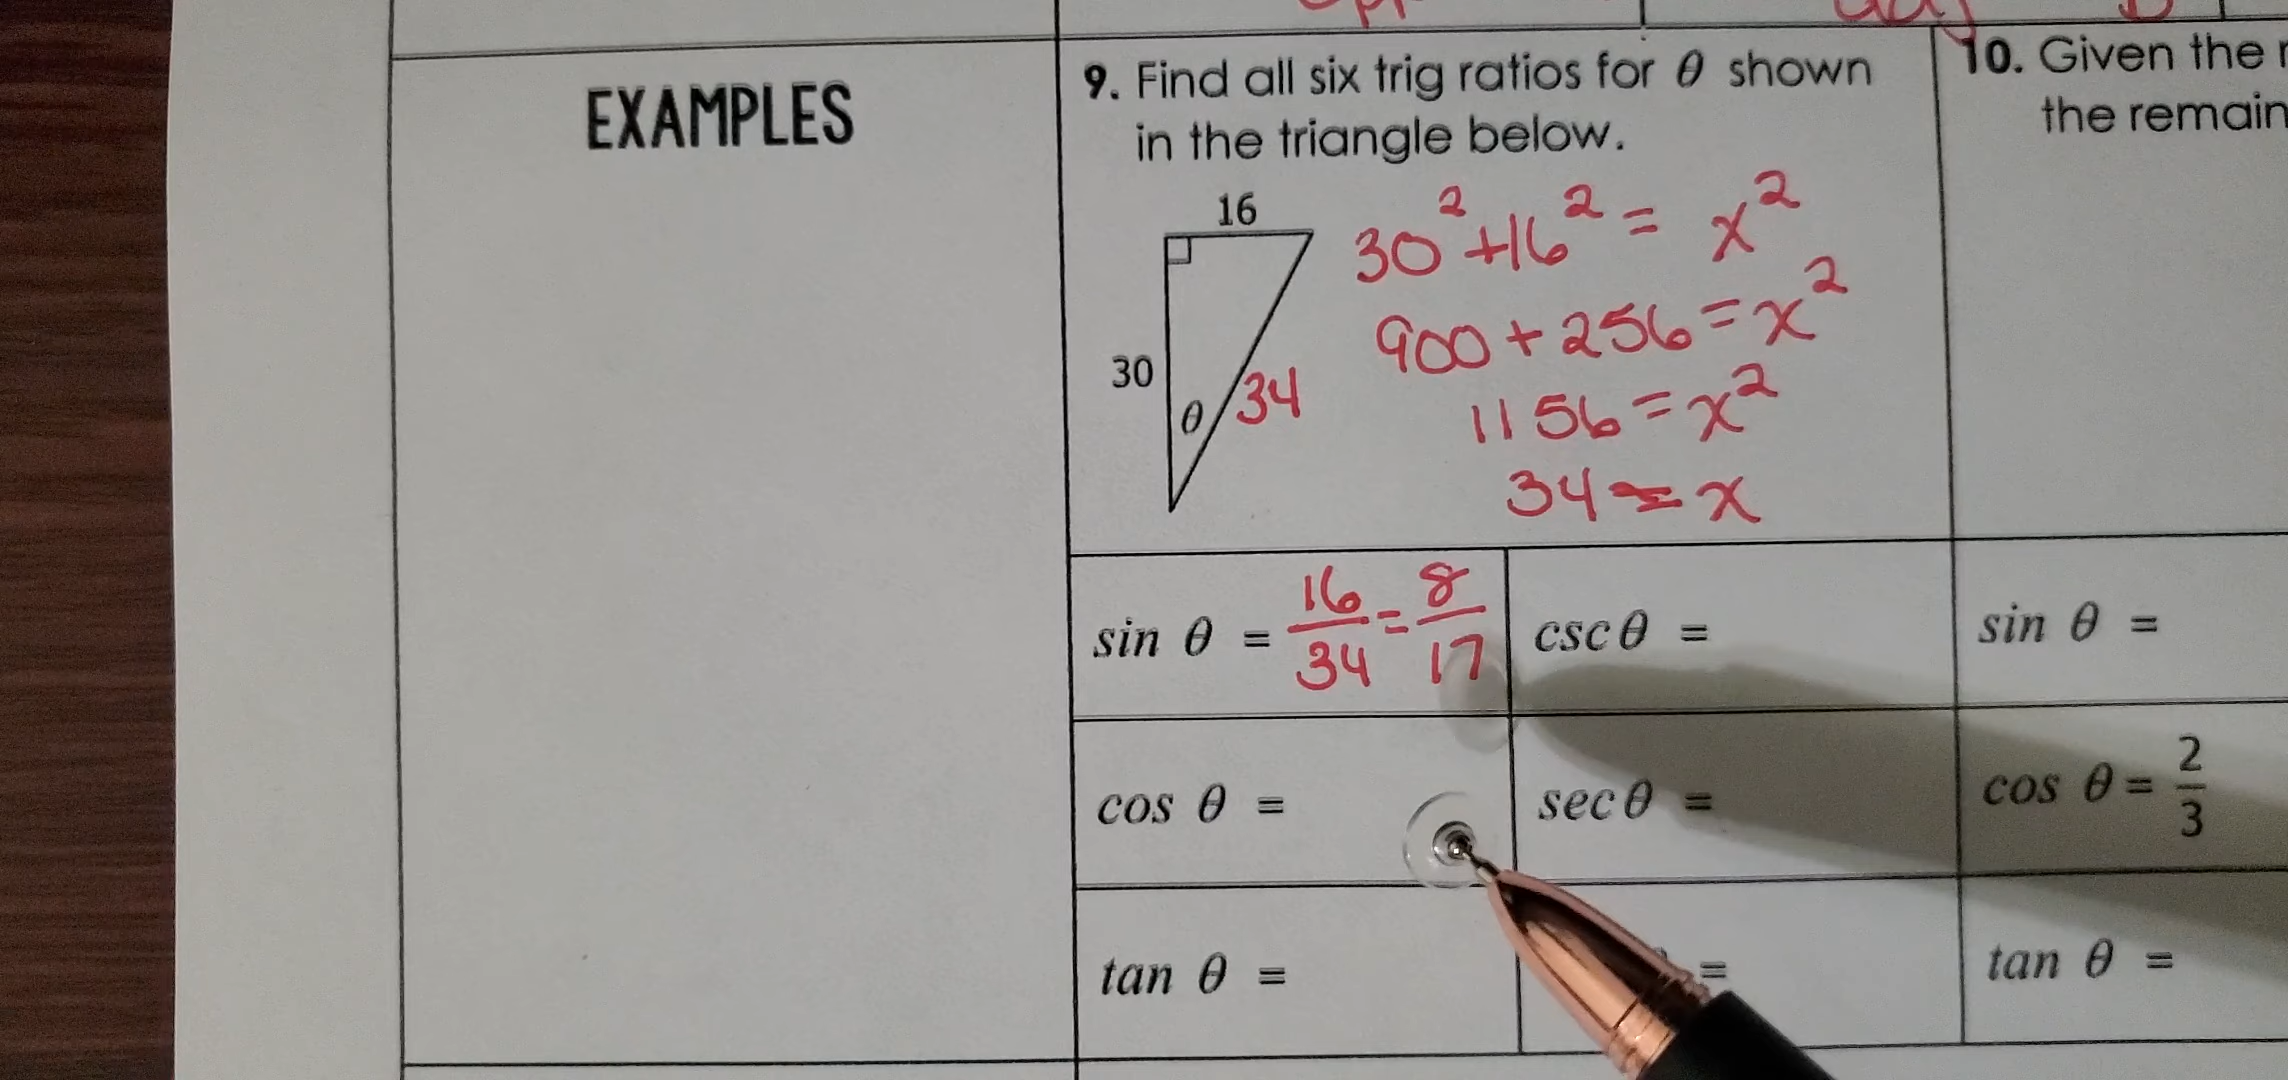 EXAMPLES
9. Find all six trig ratios for θ shown
in the triangle below.
16
30
θ
34
30² + 16² = x²
900 + 256 = x²
1156 = x²
34 = x
sin θ = 16/34 = 8/17
csc θ =
cos θ =
sec θ =
tan θ =
=
10. Given the
the remain
sin θ =
cos θ = 2/3
tan θ =